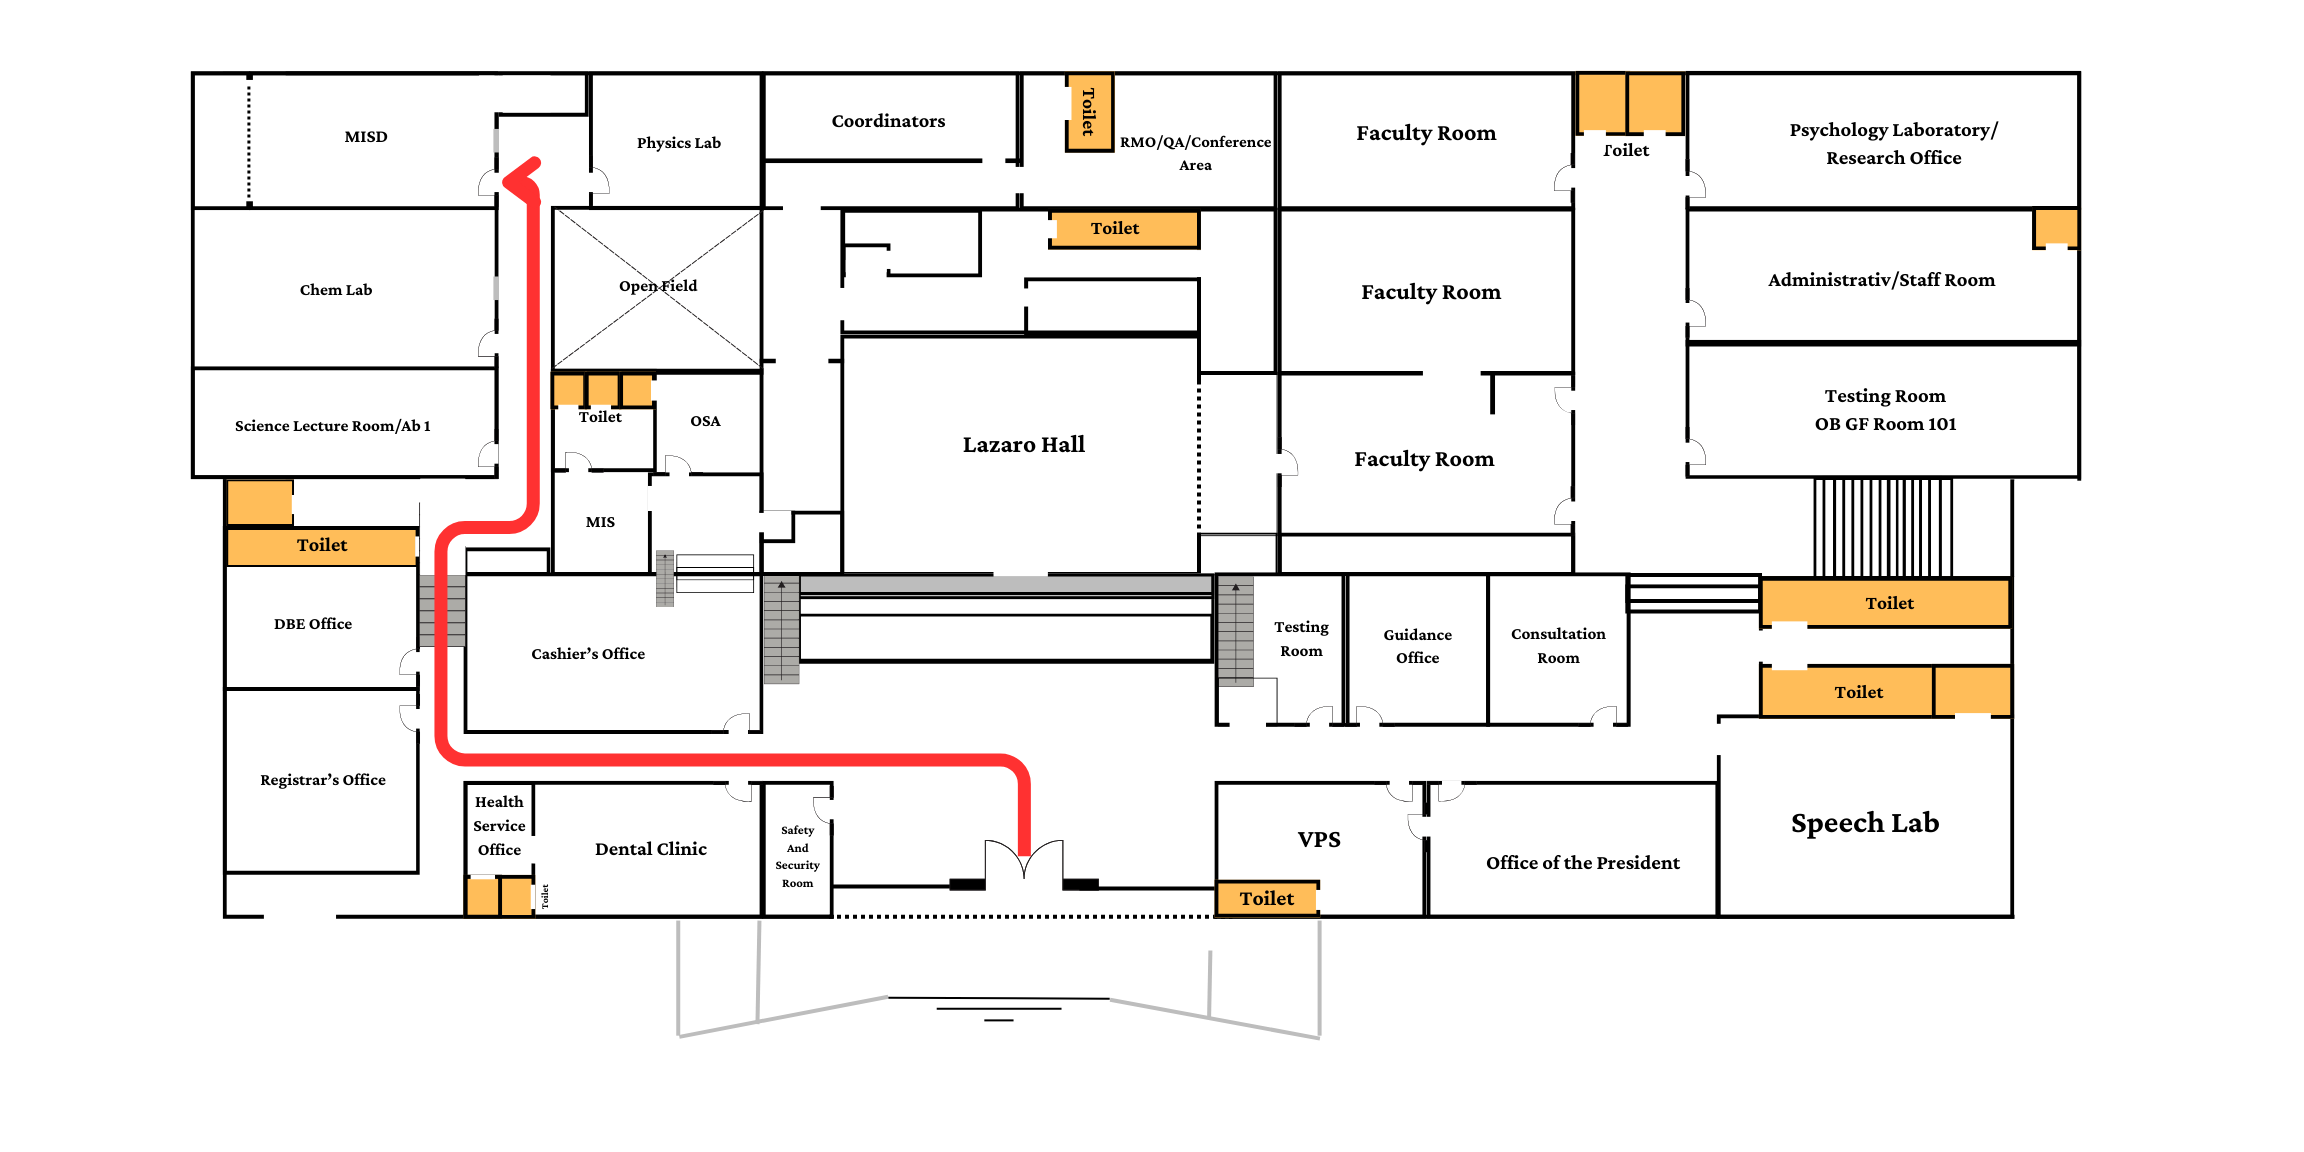 MISD
Physics Lab
Coordinators
Toilet
RMO/QA/Conference
Area
Faculty Room
Toilet
Psychology Laboratory/
Research Office
Chem Lab
Open Field
Toilet
Faculty Room
Administrativ/Staff Room
Science Lecture Room/Ab 1
Toilet
OSA
Lazaro Hall
Faculty Room
Testing Room
OB GF Room 101
Toilet
MIS
DBE Office
Cashier's Office
Testing
Room
Guidance
Office
Consultation
Room
Toilet
Toilet
Registrar's Office
Health
Service
Office
Toilet
Dental Clinic
Safety
And
Security
Room
VPS
Toilet
Office of the President
Speech Lab